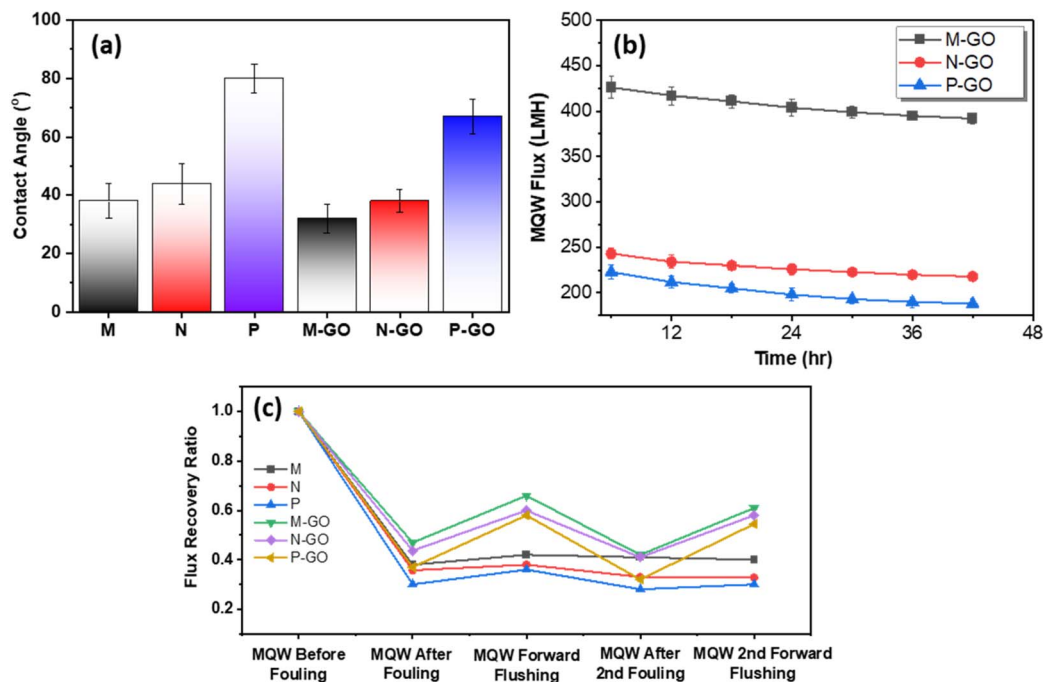 (a)
Contact Angle (°)
100
80
60
40
20
0
M N P M-GO N-GO P-GO
(b)
MQW Flux (LMH)
500
450
400
350
300
250
200
M-GO
N-GO
P-GO
12 24 36 48
Time (hr)
(c)
Flux Recovery Ratio
1.0
0.8
0.6
0.4
0.2
M
N
P
M-GO
N-GO
P-GO
MQW Before MQW After MQW Forward MQW After MQW 2nd Forward
Fouling Fouling Flushing 2nd Fouling Flushing